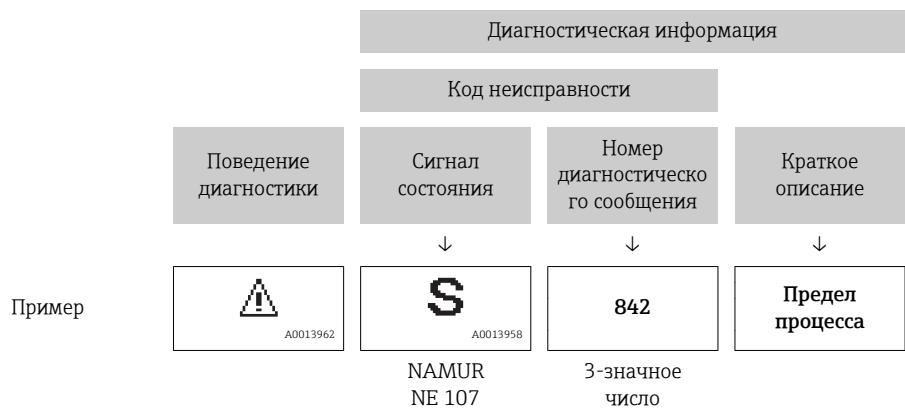 Диагностическая информация
Код неисправности
Поведение
диагностики
Сигнал
состояния
Номер
диагностическо
го сообщения
Краткое
описание
↓ ↓ ↓
Пример
A0013962
S
A0013958
842
Предел
процесса
NAMUR
NE 107
3-значное
число